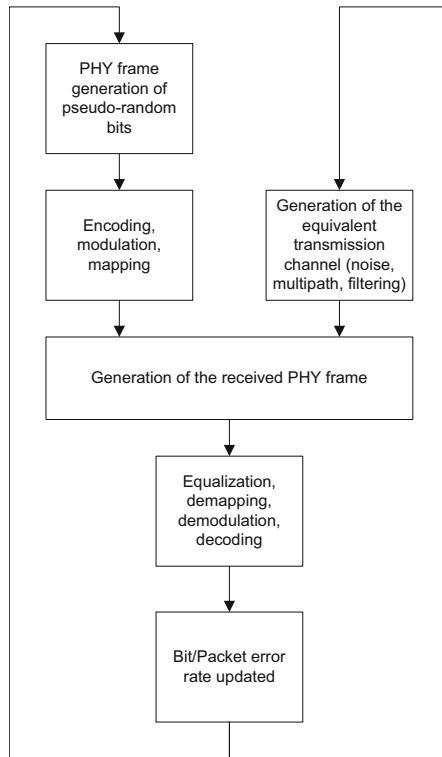 PHY frame
generation of
pseudo-random
bits
Encoding,
modulation,
mapping
Generation of the
equivalent
transmission
channel (noise,
multipath, filtering)
Generation of the received PHY frame
Equalization,
demapping,
demodulation,
decoding
Bit/Packet error
rate updated